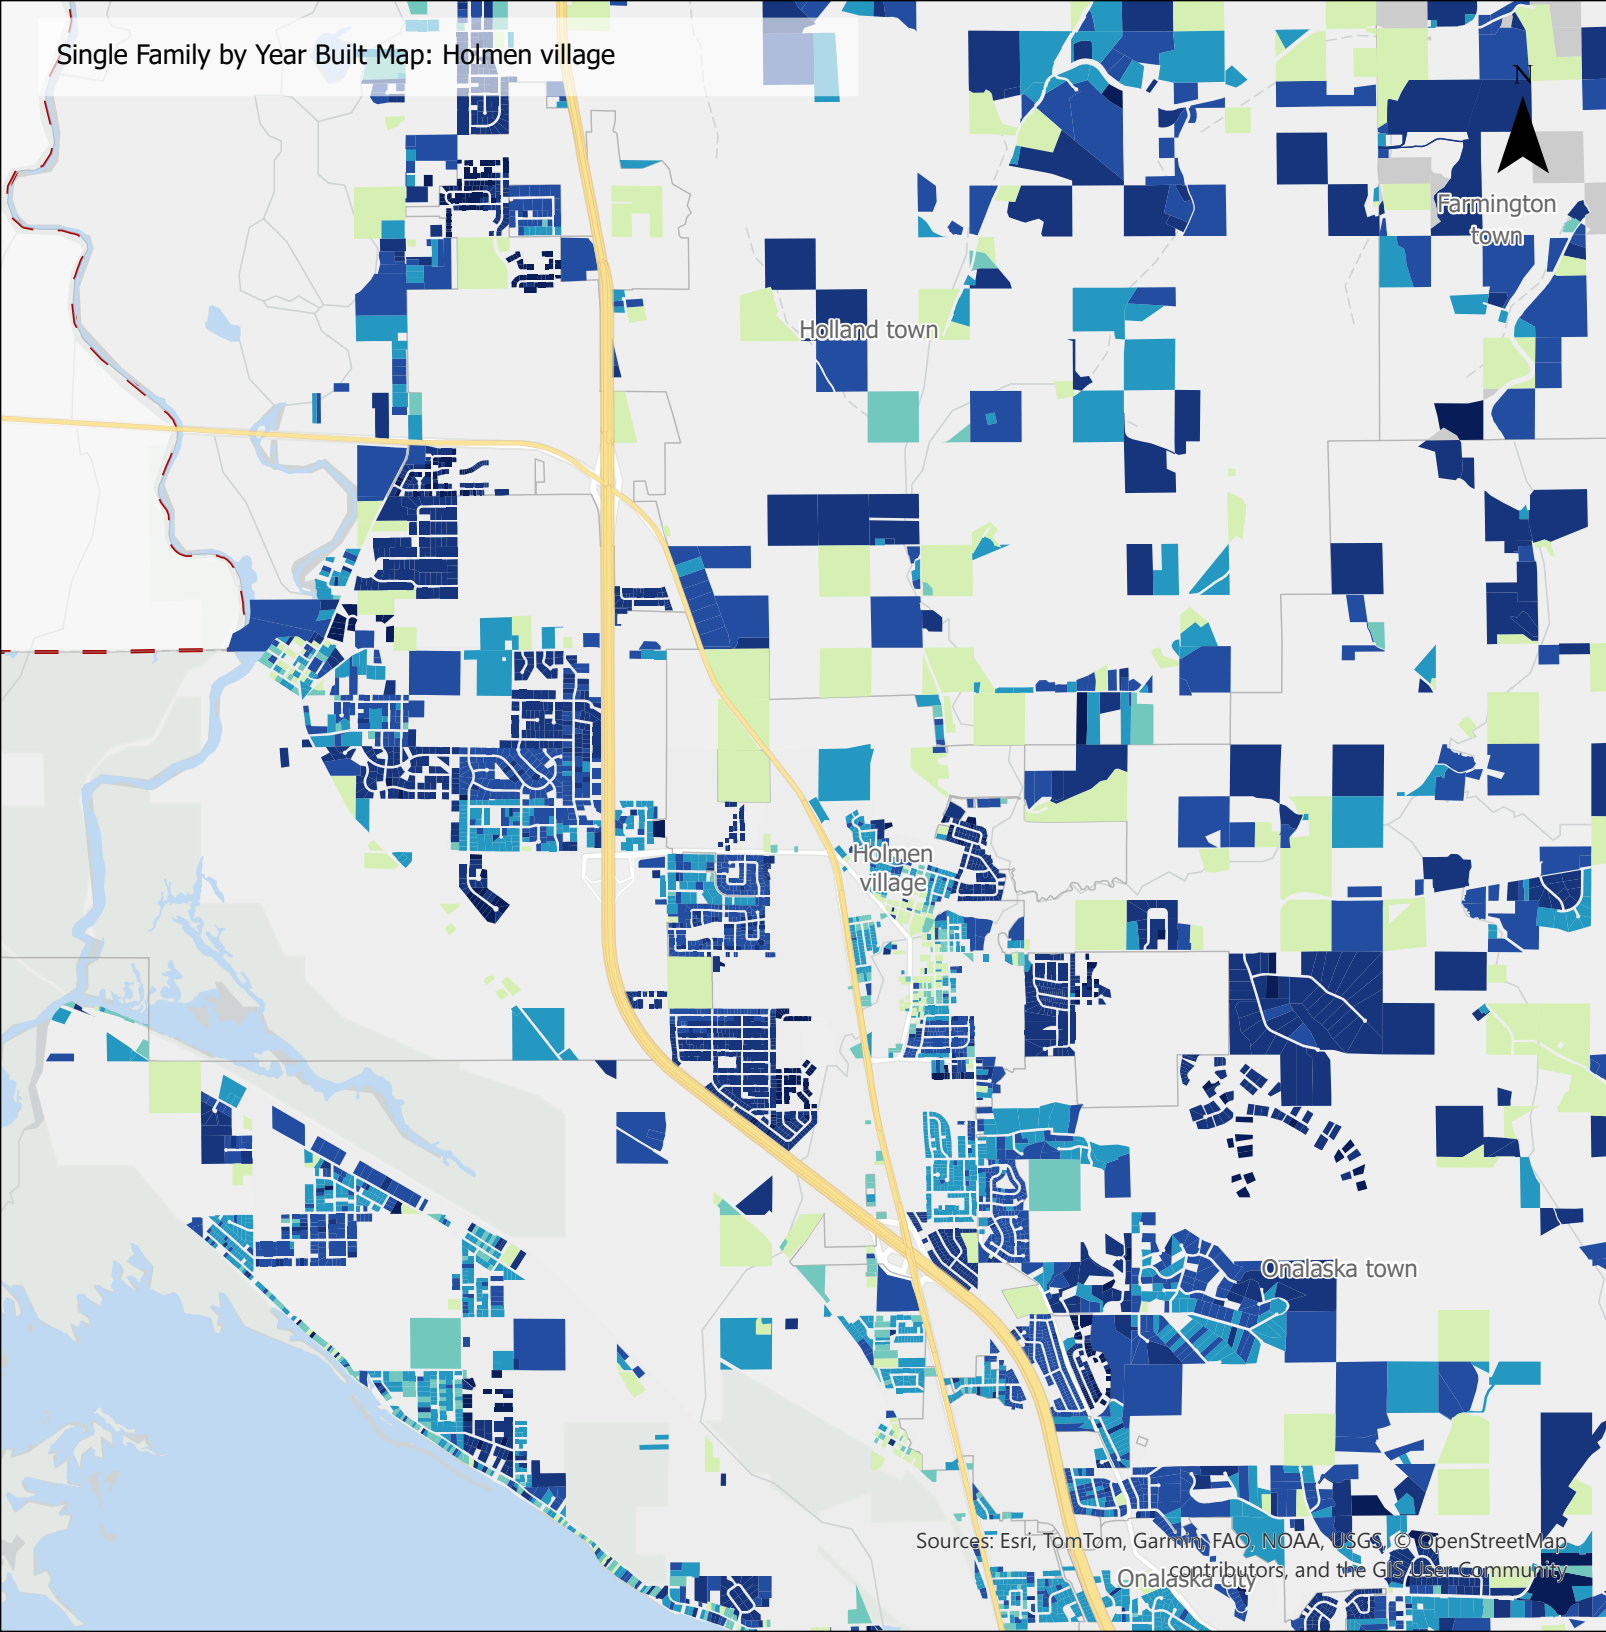 Single Family by Year Built Map: Holmen village
N
Farmington
town
Holland town
Holmen
village
Onalaska town
Sources: Esri, TomTom, Garmin, FAO, NOAA, USGS, © OpenStreetMap
contributors, and the GIS User Community
Onalaska city